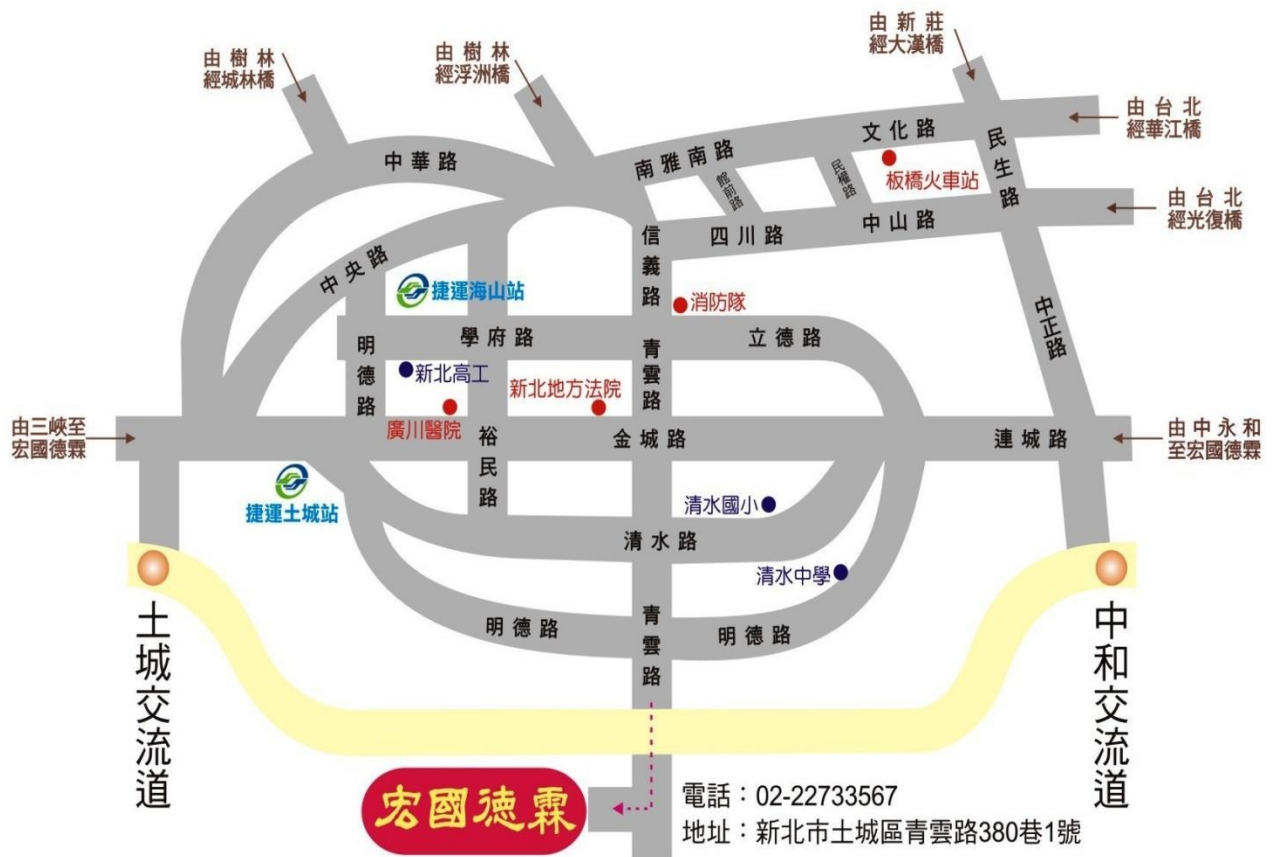 由新莊
經大漢橋
由樹林
經城林橋
由樹林
經浮洲橋
由台北
經華江橋
文化路
南雅南路
中華路
民生路
館前路
民權路
板橋火車站
由台北
經光復橋
中山路
四川路
信義路
中央路
捷運海山站
消防隊
中正路
學府路
青雲路
立德路
明德路
新北高工
新北地方法院
廣川醫院
由三峽至
宏國德霖
裕民路
金城路
連城路
由中永和
至宏國德霖
捷運土城站
清水國小
清水路
清水中學
明德路
青雲路
明德路
土城交流道
中和交流道
宏國德霖
電話：02-22733567
地址：新北市土城區青雲路380巷1號